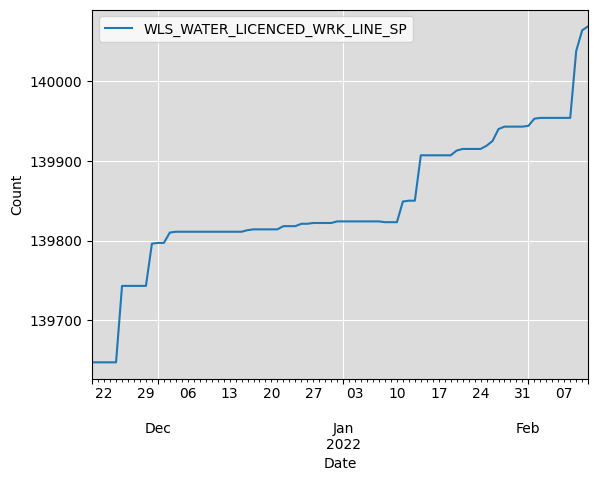 WLS_WATER_LICENCED_WRK_LINE_SP
140000
139900
139800
139700
Count
22 29 06 13 20 27 03 10 17 24 31 07
Dec Jan Feb
2022
Date